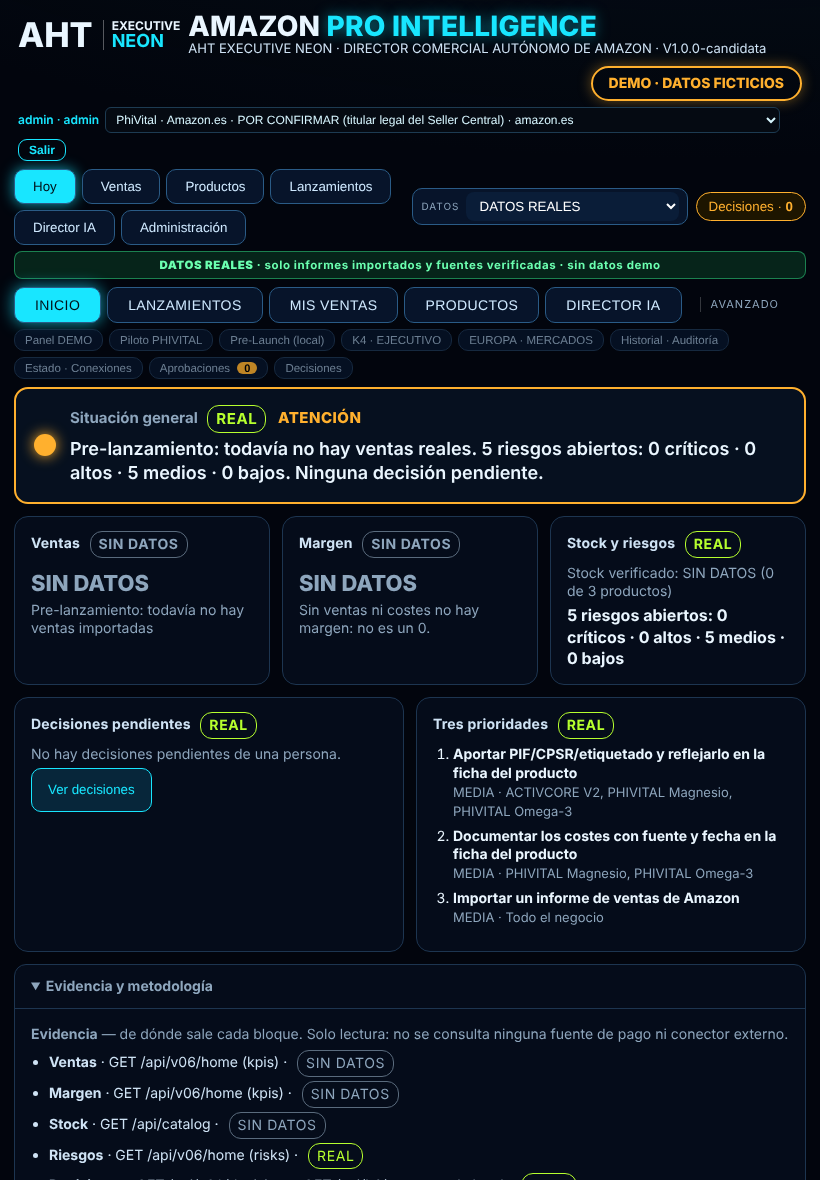 AHT
EXECUTIVE
NEON
AMAZON PRO INTELLIGENCE
AHT EXECUTIVE NEON · DIRECTOR COMERCIAL AUTÓNOMO DE AMAZON · V1.0.0-candidata
DEMO · DATOS FICTICIOS
admin · admin
PhiVital · Amazon.es · POR CONFIRMAR (titular legal del Seller Central) · amazon.es
Salir
Hoy
Ventas
Productos
Lanzamientos
Director IA
Administración
DATOS
DATOS REALES
Decisiones · 0
DATOS REALES · solo informes importados y fuentes verificadas · sin datos demo
INICIO
LANZAMIENTOS
MIS VENTAS
PRODUCTOS
DIRECTOR IA
AVANZADO
Panel DEMO
Piloto PHIVITAL
Pre-Launch (local)
K4 · EJECUTIVO
EUROPA · MERCADOS
Historial · Auditoría
Estado · Conexiones
Aprobaciones 0
Decisiones
Situación general REAL ATENCIÓN
Pre-lanzamiento: todavía no hay ventas reales. 5 riesgos abiertos: 0 críticos · 0
altos · 5 medios · 0 bajos. Ninguna decisión pendiente.
Ventas SIN DATOS
SIN DATOS
Pre-lanzamiento: todavía no hay
ventas importadas
Margen SIN DATOS
SIN DATOS
Sin ventas ni costes no hay
margen: no es un 0.
Stock y riesgos REAL
Stock verificado: SIN DATOS (0
de 3 productos)
5 riesgos abiertos: 0
críticos · 0 altos · 5 medios ·
0 bajos
Decisiones pendientes REAL
No hay decisiones pendientes de una persona.
Ver decisiones
Tres prioridades REAL
1. Aportar PIF/CPSR/etiquetado y reflejarlo en la
ficha del producto
MEDIA · ACTIVCORE V2, PHIVITAL Magnesio,
PHIVITAL Omega-3
2. Documentar los costes con fuente y fecha en la
ficha del producto
MEDIA · PHIVITAL Magnesio, PHIVITAL Omega-3
3. Importar un informe de ventas de Amazon
MEDIA · Todo el negocio
▼ Evidencia y metodología
Evidencia — de dónde sale cada bloque. Solo lectura: no se consulta ninguna fuente de pago ni conector externo.
• Ventas · GET /api/v06/home (kpis) · SIN DATOS
• Margen · GET /api/v06/home (kpis) · SIN DATOS
• Stock · GET /api/catalog · SIN DATOS
• Riesgos · GET /api/v06/home (risks) · REAL